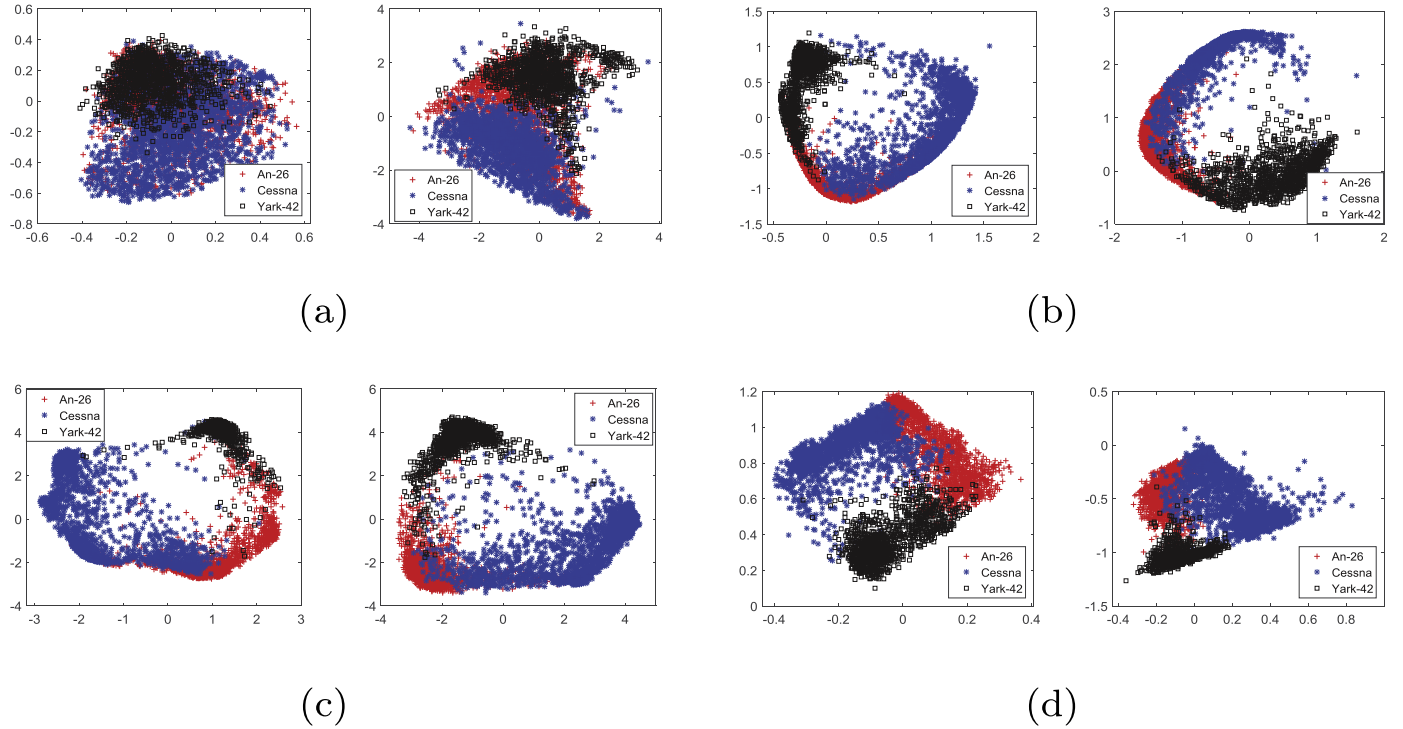 0.6
0.4
0.2
0
-0.2
-0.4
-0.6
-0.8
-0.6 -0.4 -0.2 0 0.2 0.4 0.6
An-26
Cessna
Yark-42
4
2
0
-2
-4
-4 -2 0 2 4
An-26
Cessna
Yark-42
(a)
1.5
1
0.5
0
-0.5
-1
-1.5
-0.5 0 0.5 1 1.5 2
An-26
Cessna
Yark-42
3
2
1
0
-1
-2 -1 0 1 2
An-26
Cessna
Yark-42
(b)
6
4
2
0
-2
-4
-3 -2 -1 0 1 2 3
An-26
Cessna
Yark-42
6
4
2
0
-2
-4
-4 -2 0 2 4
An-26
Cessna
Yark-42
(c)
1.2
1
0.8
0.6
0.4
0.2
0
-0.4 -0.2 0 0.2 0.4
An-26
Cessna
Yark-42
0.5
0
-0.5
-1
-1.5
-0.4 -0.2 0 0.2 0.4 0.6 0.8
An-26
Cessna
Yark-42
(d)